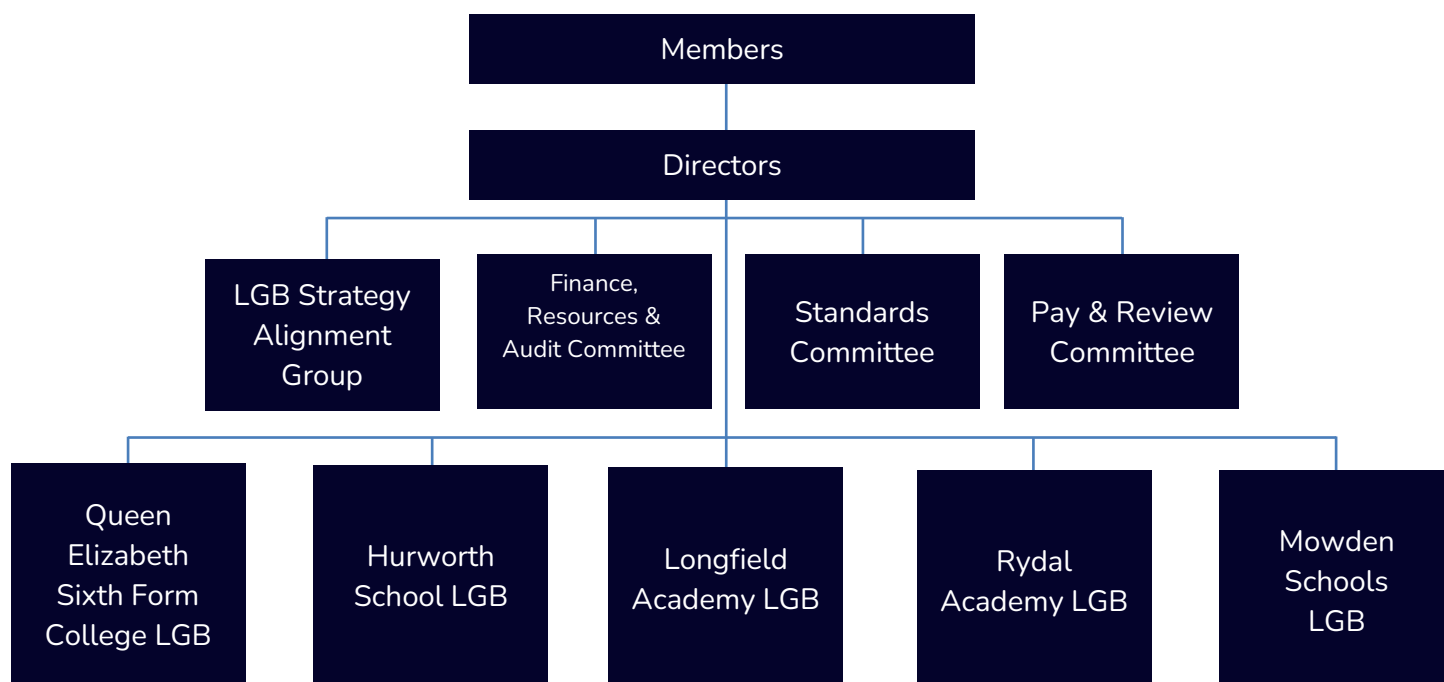 Members
Directors
LGB Strategy
Alignment
Group
Finance,
Resources &
Audit Committee
Standards
Committee
Pay & Review
Committee
Queen
Elizabeth
Sixth Form
College LGB
Hurworth
School LGB
Longfield
Academy LGB
Rydal
Academy LGB
Mowden
Schools
LGB